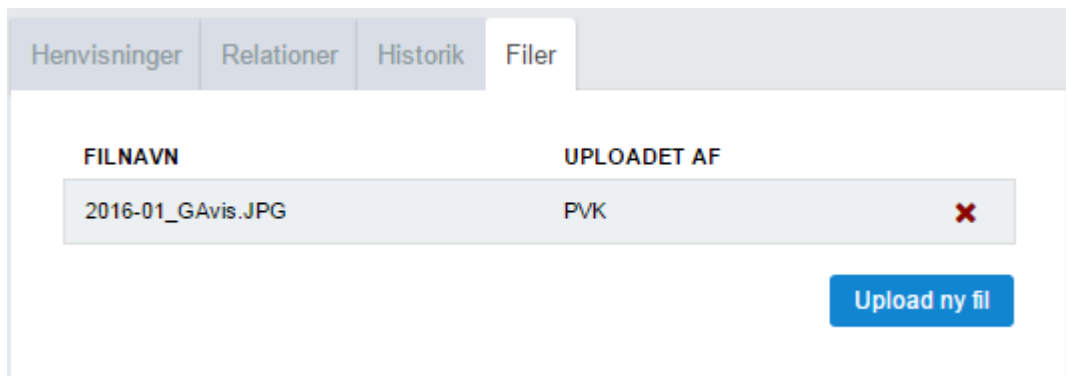 Henvisninger Relationer Historik Filer
FILNAVN UPLOADET AF
2016-01_GAvis.JPG PVK
Upload ny fil